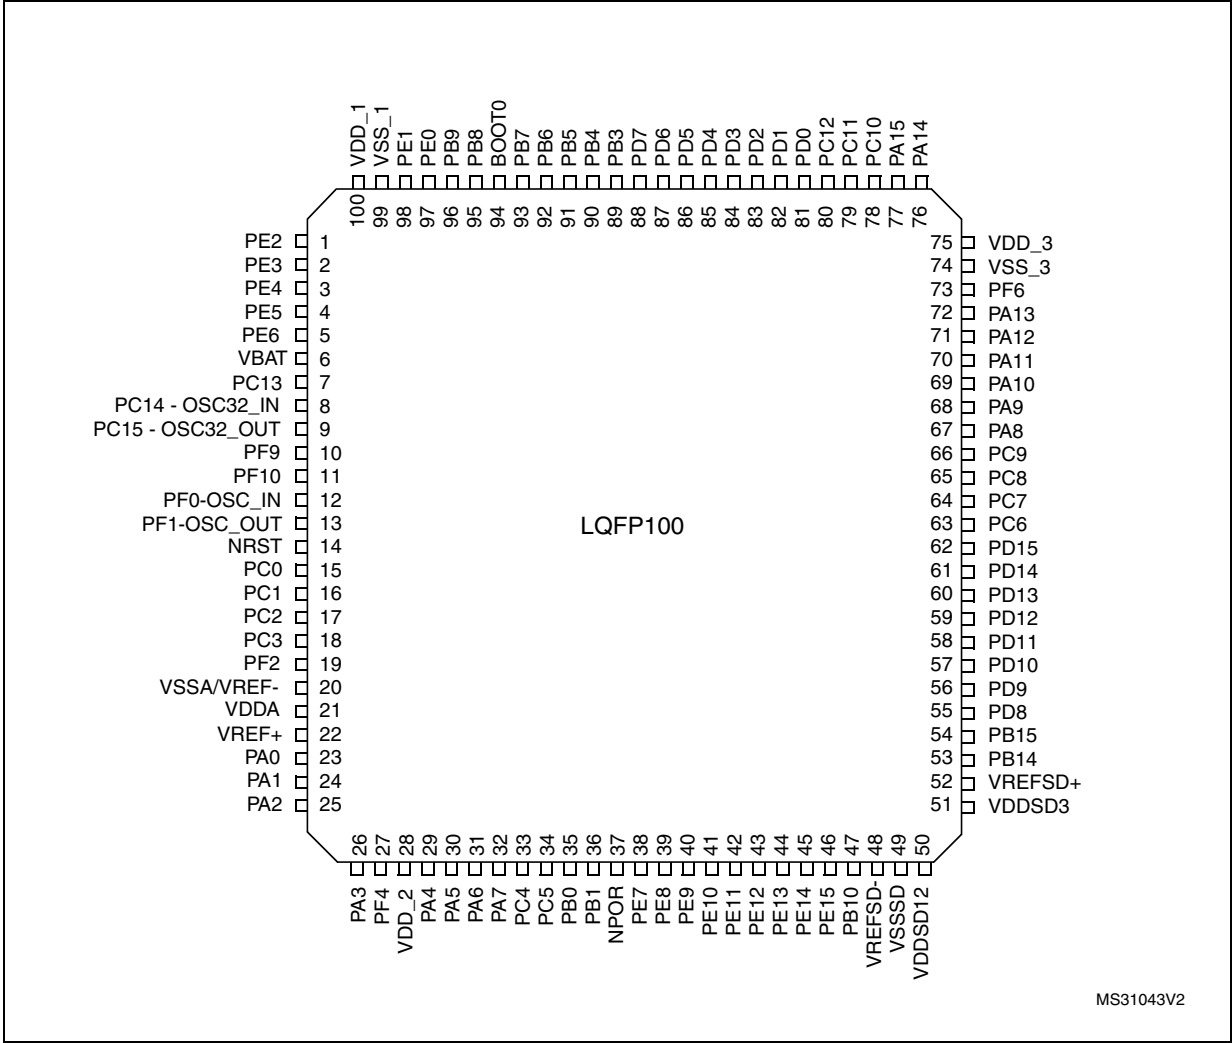 VDD_1
VSS_1
PE1
PE0
PB9
PB8
BOOT0
PB7
PB6
PB5
PB4
PB3
PD7
PD6
PD5
PD4
PD3
PD2
PD1
PD0
PC12
PC11
PC10
PA15
PA14
100
99
98
97
96
95
94
93
92
91
90
89
88
87
86
85
84
83
82
81
80
79
78
77
76
PE2 1
PE3 2
PE4 3
PE5 4
PE6 5
VBAT 6
PC13 7
PC14 - OSC32_IN 8
PC15 - OSC32_OUT 9
PF9 10
PF10 11
PF0-OSC_IN 12
PF1-OSC_OUT 13
NRST 14
PC0 15
PC1 16
PC2 17
PC3 18
PF2 19
VSSA/VREF- 20
VDDA 21
VREF+ 22
PA0 23
PA1 24
PA2 25
LQFP100
75 VDD_3
74 VSS_3
73 PF6
72 PA13
71 PA12
70 PA11
69 PA10
68 PA9
67 PA8
66 PC9
65 PC8
64 PC7
63 PC6
62 PD15
61 PD14
60 PD13
59 PD12
58 PD11
57 PD10
56 PD9
55 PD8
54 PB15
53 PB14
52 VREFSD+
51 VDDSD3
26
27
28
29
30
31
32
33
34
35
36
37
38
39
40
41
42
43
44
45
46
47
48
49
50
PA3
PF4
VDD_2
PA4
PA5
PA6
PA7
PC4
PC5
PB0
PB1
NPOR
PE7
PE8
PE9
PE10
PE11
PE12
PE13
PE14
PE15
PB10
VREFSD-
VSSSD
VDDSD12
MS31043V2